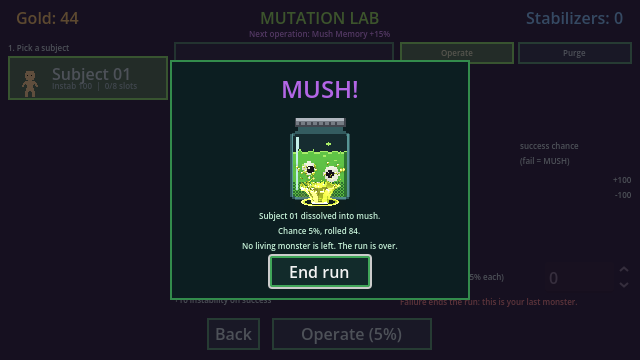 Gold: 44
MUTATION LAB
Stabilizers: 0
Next operation: Mush Memory +15%
1. Pick a subject
Operate
Purge
Subject 01
instab 100 | 0/8 slots
MUSH!
success chance
(fail = MUSH)
+100
-100
Subject 01 dissolved into mush.
Chance 5%, rolled 84.
No living monster is left. The run is over.
End run
5% each)
0
instability on success
Failure ends the run: this is your last monster.
Back
Operate (5%)